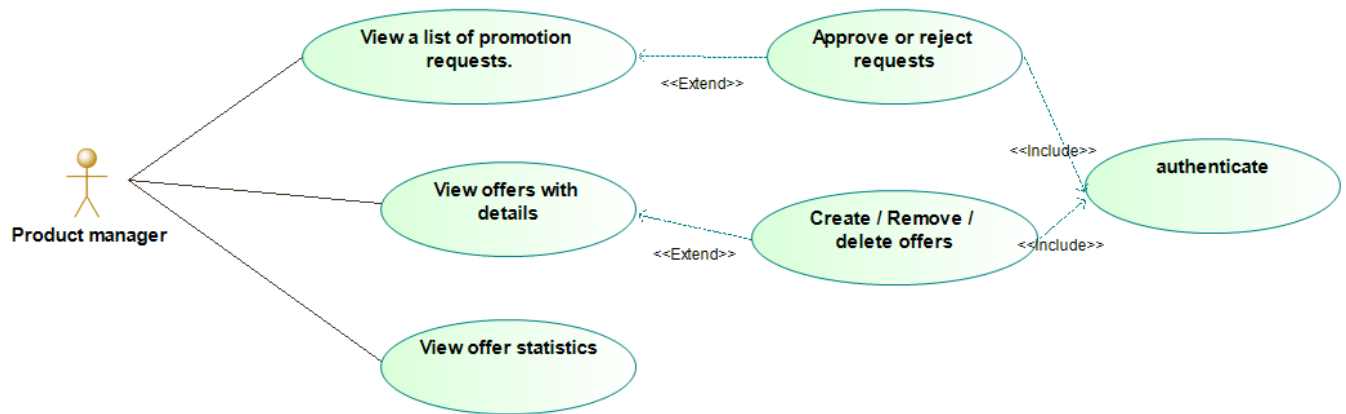 View a list of promotion
requests.
Approve or reject
requests
<<Extend>>
<<Include>>
authenticate
View offers with
details
Create / Remove /
delete offers
Product manager
<<Extend>>
<<Include>>
View offer statistics